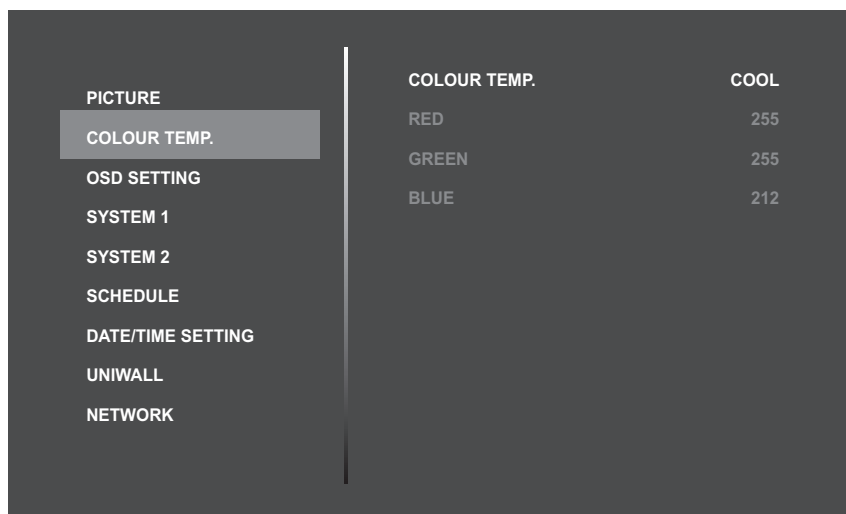 PICTURE
COLOUR TEMP.
OSD SETTING
SYSTEM 1
SYSTEM 2
SCHEDULE
DATE/TIME SETTING
UNIWALL
NETWORK
COLOUR TEMP. COOL
RED 255
GREEN 255
BLUE 212